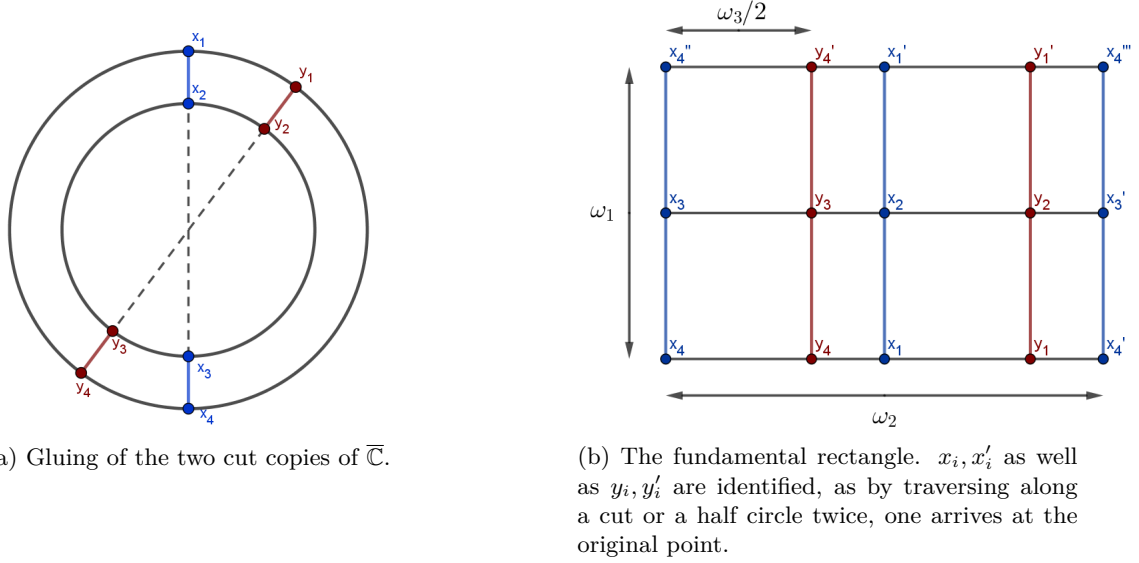 x₁
y₁
x₂
y₂
y₃
x₃
y₄
x₄
ω₃/2
x₄'' y₄' x₁' y₁' x₄'''
ω₁
x₃ y₃ x₂ y₂ x₃'
x₄ y₄ x₁ y₁ x₄'
ω₂
a) Gluing of the two cut copies of ℂ̅.
(b) The fundamental rectangle. xᵢ, xᵢ′ as well
as yᵢ, yᵢ′ are identified, as by traversing along
a cut or a half circle twice, one arrives at the
original point.